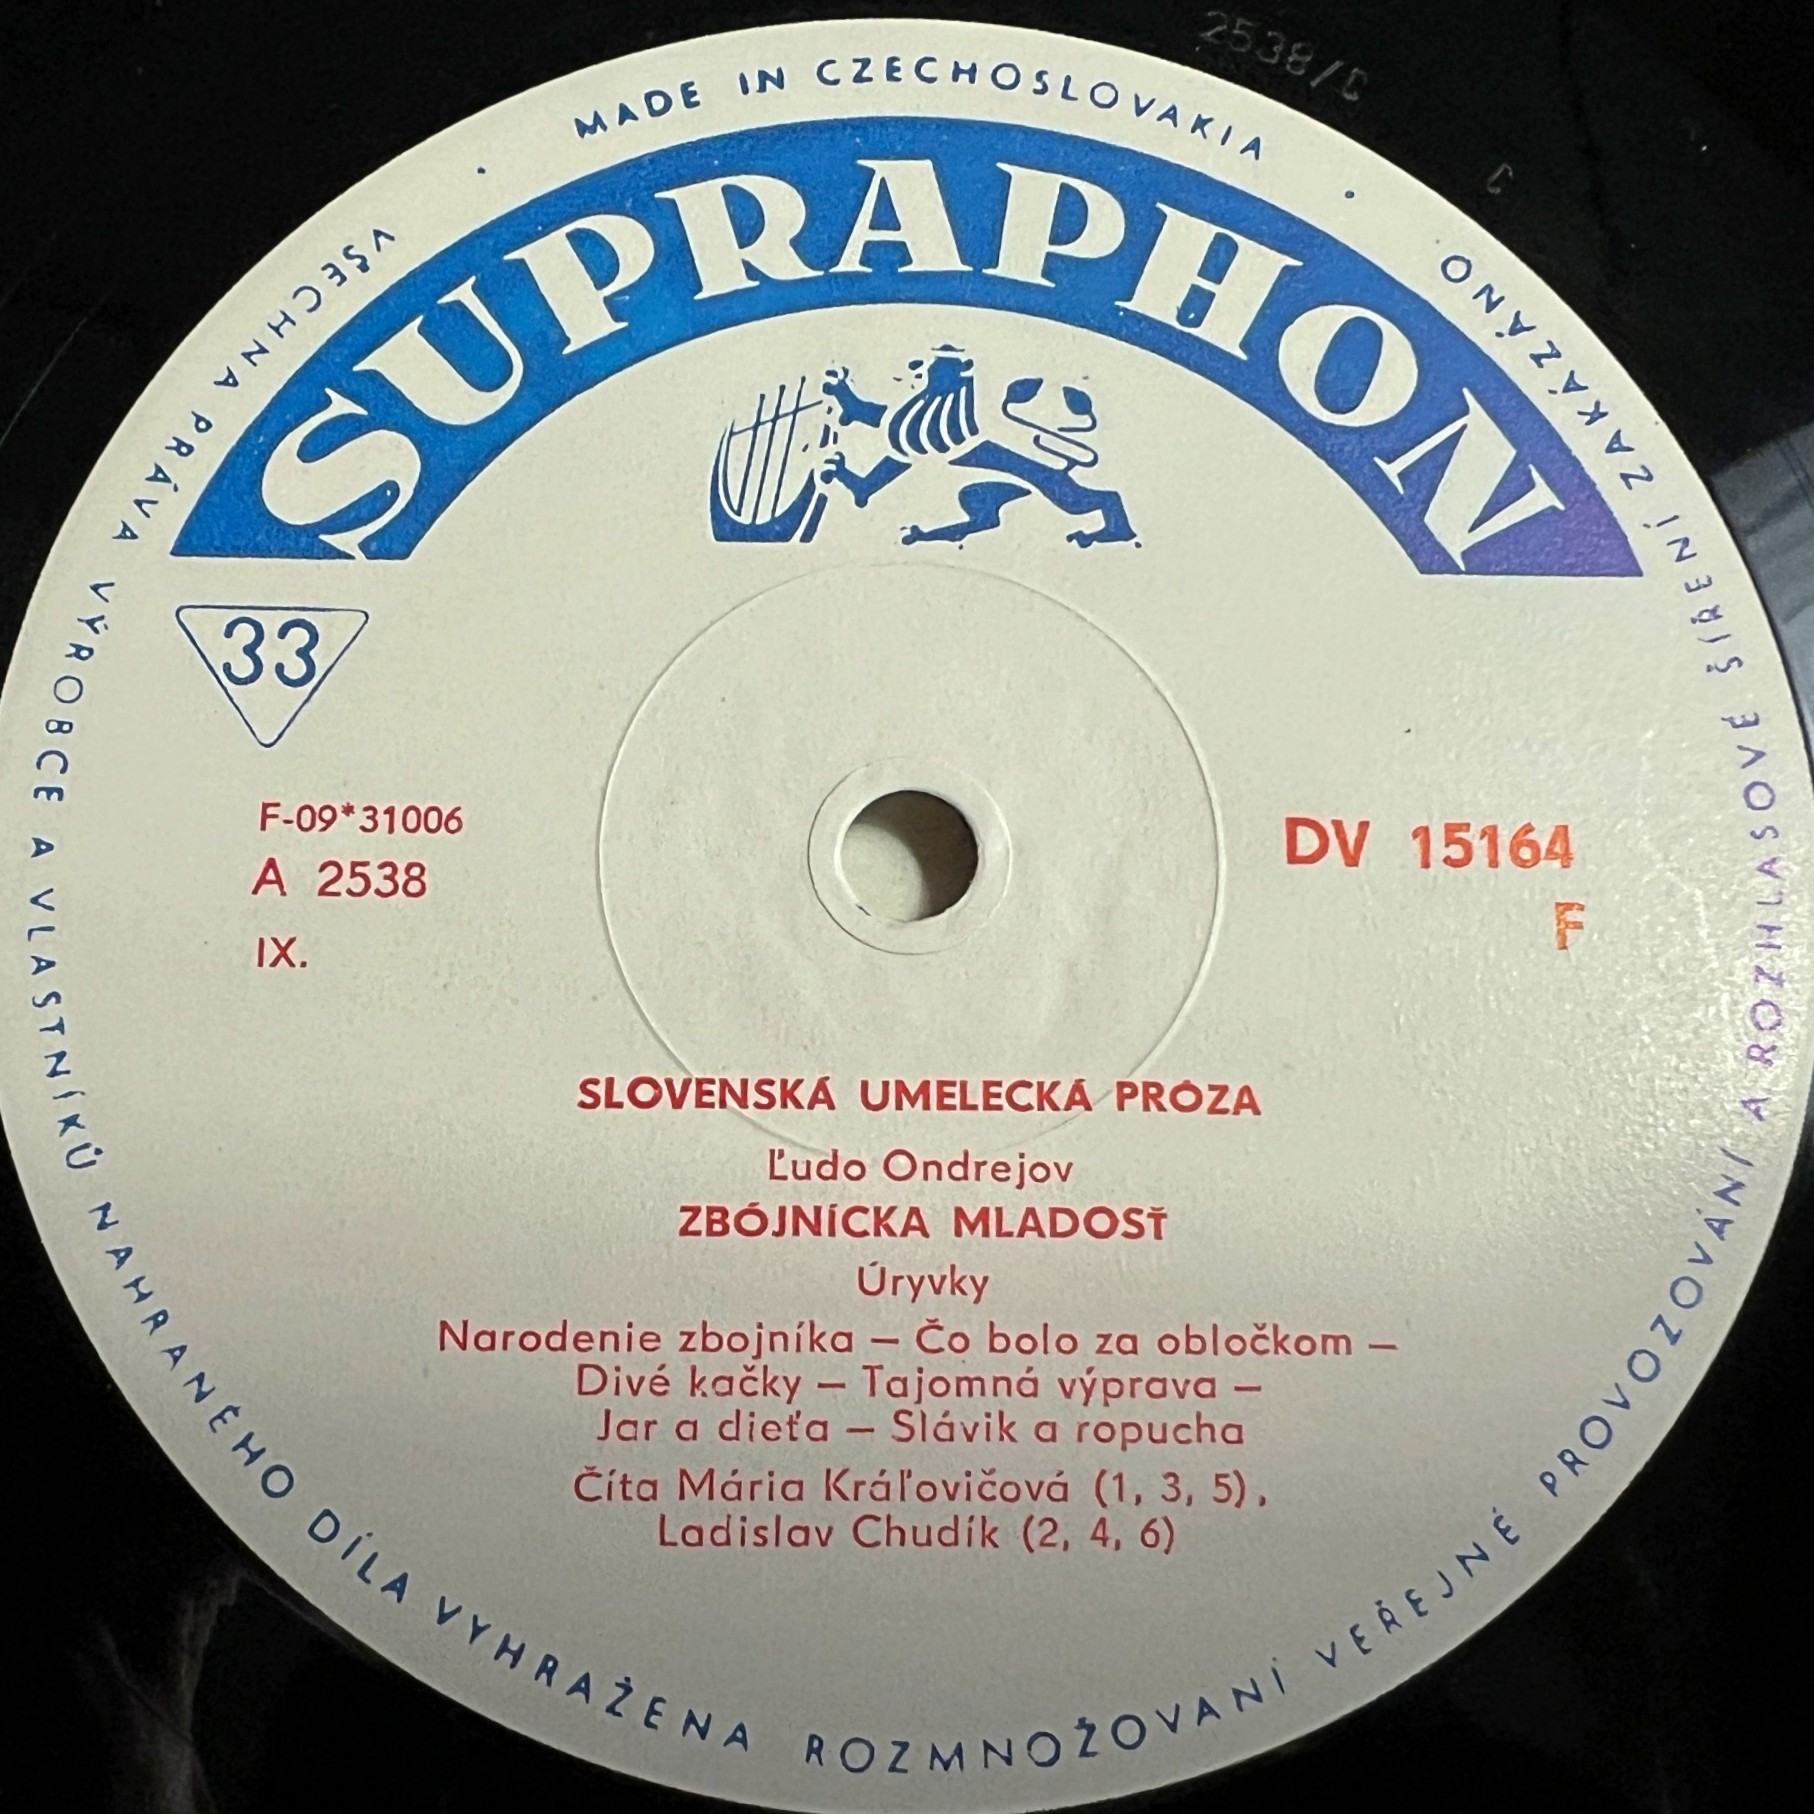 2538/C
MADE IN CZECHOSLOVAKIA
SUPRAPHON
33
F-09*31006
A 2538
IX.
DV 15164
F
SLOVENSKÁ UMELECKÁ PRÓZA
Ľudo Ondrejov
ZBÓJNÍCKA MLADOSŤ
Úryvky
Narodenie zbojníka – Čo bolo za obločkom –
Divé kačky – Tajomná výprava –
Jar a dieťa – Slávik a ropucha
Číta Mária Kráľovičová (1, 3, 5),
Ladislav Chudík (2, 4, 6)
VŠECHNA PRÁVA VÝROBCE A VLASTNÍKŮ NAHRANÉHO DÍLA VYHRAŽENA ROZMNOŽOVANÍ VEŘEJNÉ PROVOZOVÁNÍ A ROZHLASOVÉ ŠÍŘENÍ ZAKÁZÁNO